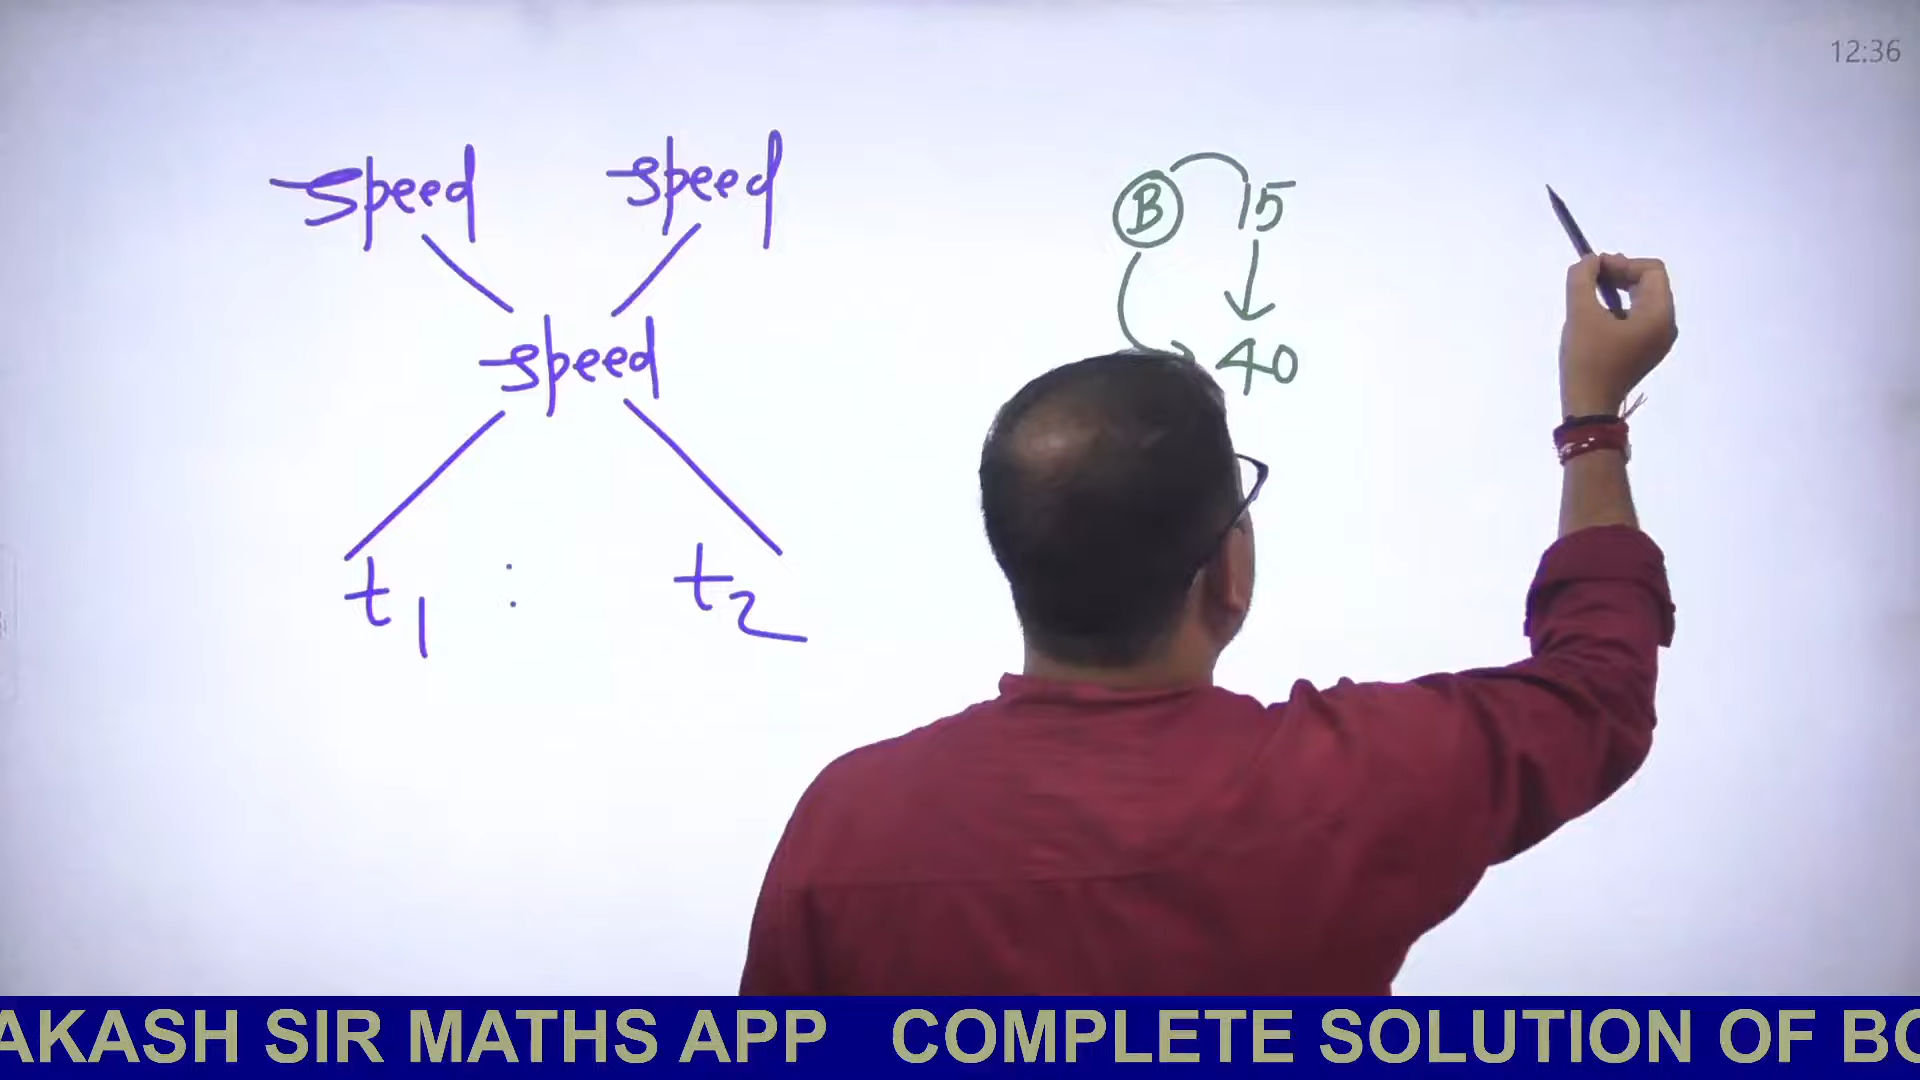 12:36
speed speed
speed
t1 : t2
B 15
40
AKASH SIR MATHS APP COMPLETE SOLUTION OF BO